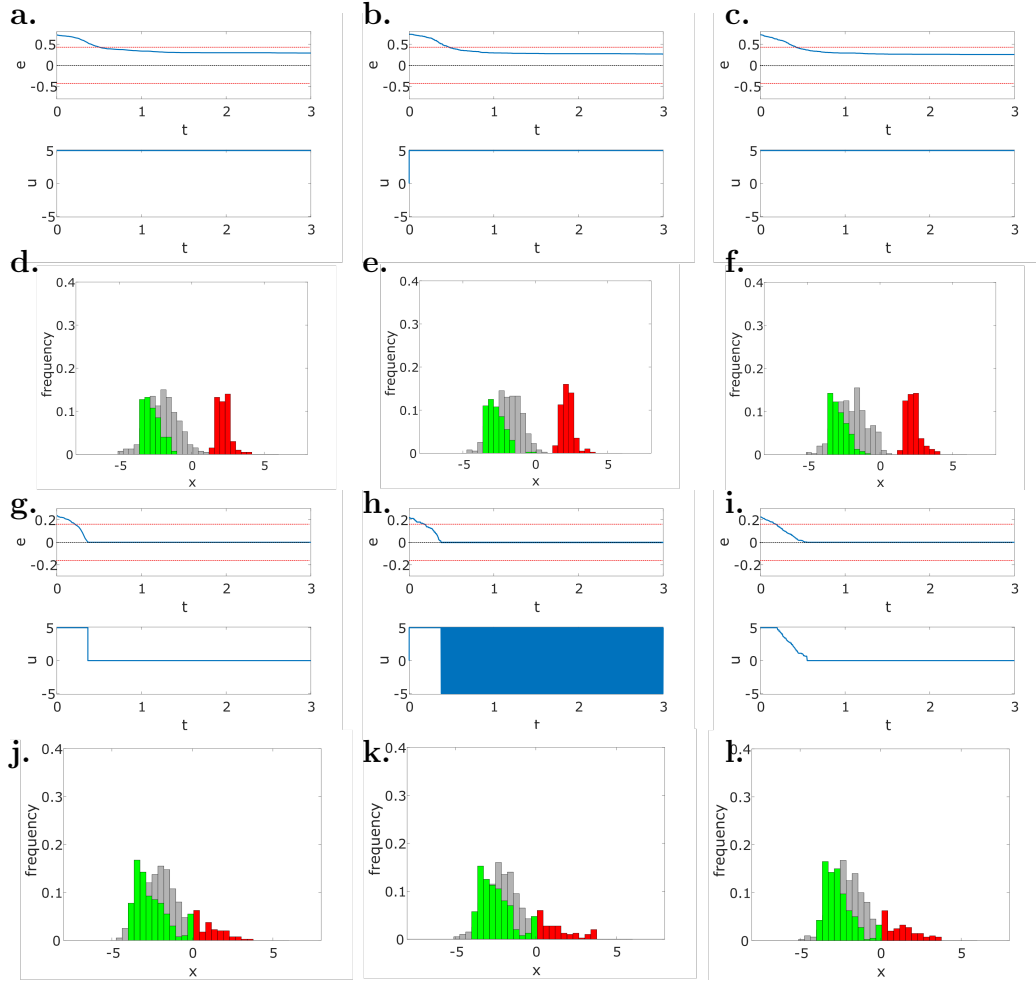 a. b. c.
0.5 0.5 0.5
e e e
0 0 0
-0.5 -0.5 -0.5
0 1 2 3 0 1 2 3 0 1 2 3
t t t
5 5 5
u u u
0 0 0
-5 -5 -5
0 1 2 3 0 1 2 3 0 1 2 3
t t t
d. e. f.
0.4 0.4 0.4
0.3 0.3 0.3
frequency frequency frequency
0.2 0.2 0.2
0.1 0.1 0.1
0 0 0
-5 0 5 -5 0 5 -5 0 5
x x x
g. h. i.
0.2 0.2 0.2
e e e
0 0 0
-0.2 -0.2 -0.2
0 1 2 3 0 1 2 3 0 1 2 3
t t t
5 5 5
u u u
0 0 0
-5 -5 -5
0 1 2 3 0 1 2 3 0 1 2 3
t t t
j. k. l.
0.4 0.4 0.4
0.3 0.3 0.3
frequency frequency frequency
0.2 0.2 0.2
0.1 0.1 0.1
0 0 0
-5 0 5 -5 0 5 -5 0 5
x x x